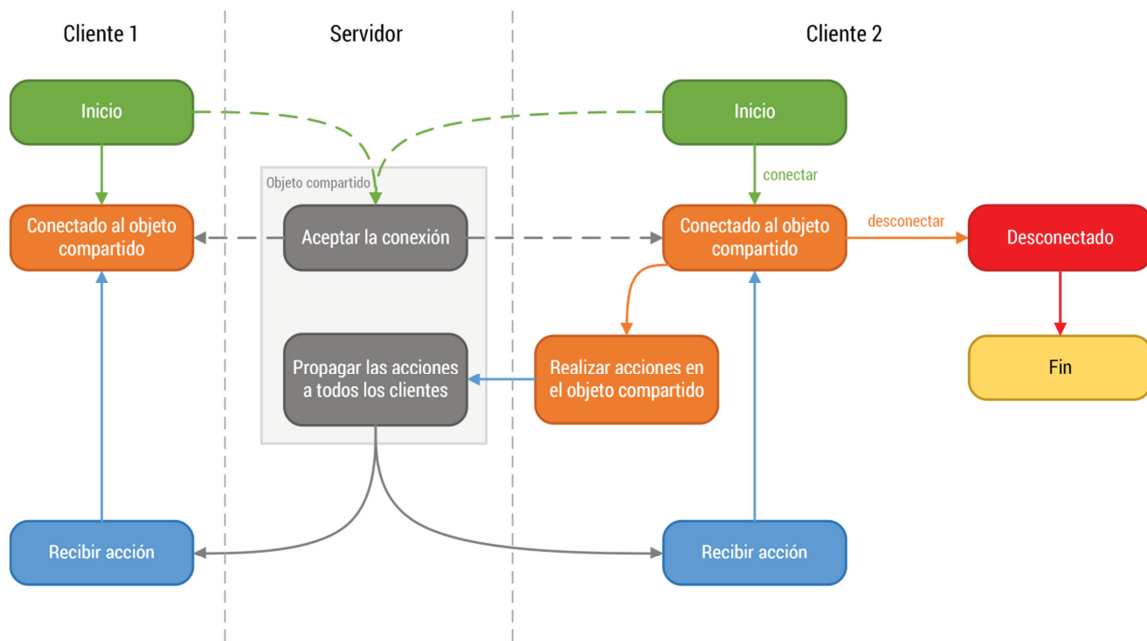 Cliente 1
Servidor
Cliente 2
Inicio
Inicio
conectar
Objeto compartido
Conectado al objeto
compartido
Aceptar la conexión
Conectado al objeto
compartido
desconectar
Desconectado
Propagar las acciones
a todos los clientes
Realizar acciones en
el objeto compartido
Fin
Recibir acción
Recibir acción